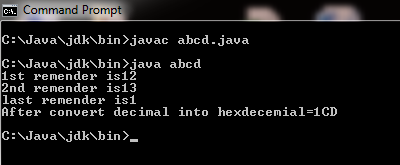 Command Prompt
C:\Java\jdk\bin>javac abcd.java
C:\Java\jdk\bin>java abcd
1st remender is12
2nd remender is13
last remender is1
After convert decimal into hexdecemial=1CD
C:\Java\jdk\bin>_